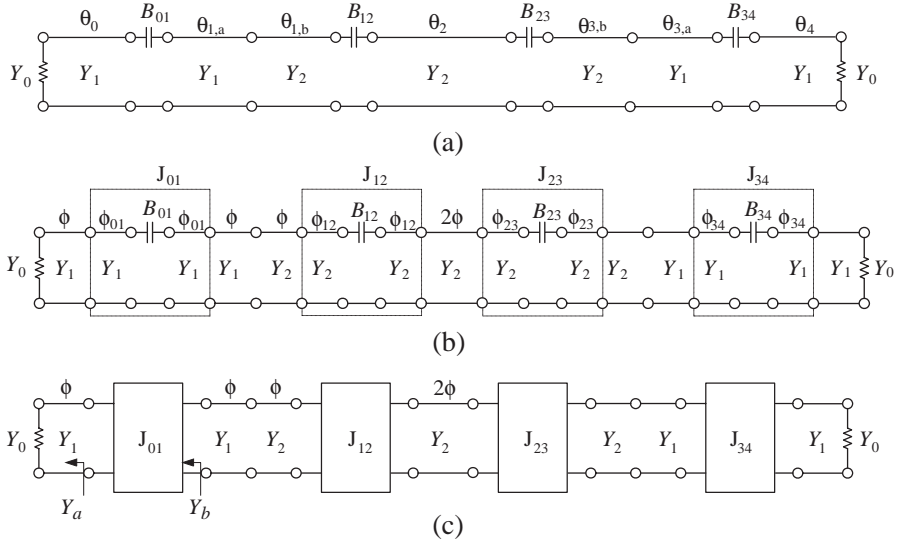 θ₀ B₀₁ θ₁,ₐ θ₁,b B₁₂ θ₂ B₂₃ θ₃,b θ₃,ₐ B₃₄ θ₄
Y₀ Y₁ Y₁ Y₂ Y₂ Y₂ Y₁ Y₁ Y₀
(a)
J₀₁ J₁₂ J₂₃ J₃₄
ϕ ϕ₀₁ B₀₁ ϕ₀₁ ϕ ϕ ϕ₁₂ B₁₂ ϕ₁₂ 2ϕ ϕ₂₃ B₂₃ ϕ₂₃ ϕ₃₄ B₃₄ ϕ₃₄
Y₀ Y₁ Y₁ Y₁ Y₁ Y₂ Y₂ Y₂ Y₂ Y₂ Y₂ Y₂ Y₁ Y₁ Y₁ Y₁ Y₀
(b)
ϕ ϕ ϕ 2ϕ
Y₀ Y₁ J₀₁ Y₁ Y₂ J₁₂ Y₂ J₂₃ Y₂ Y₁ J₃₄ Y₁ Y₀
Yₐ Y_b
(c)